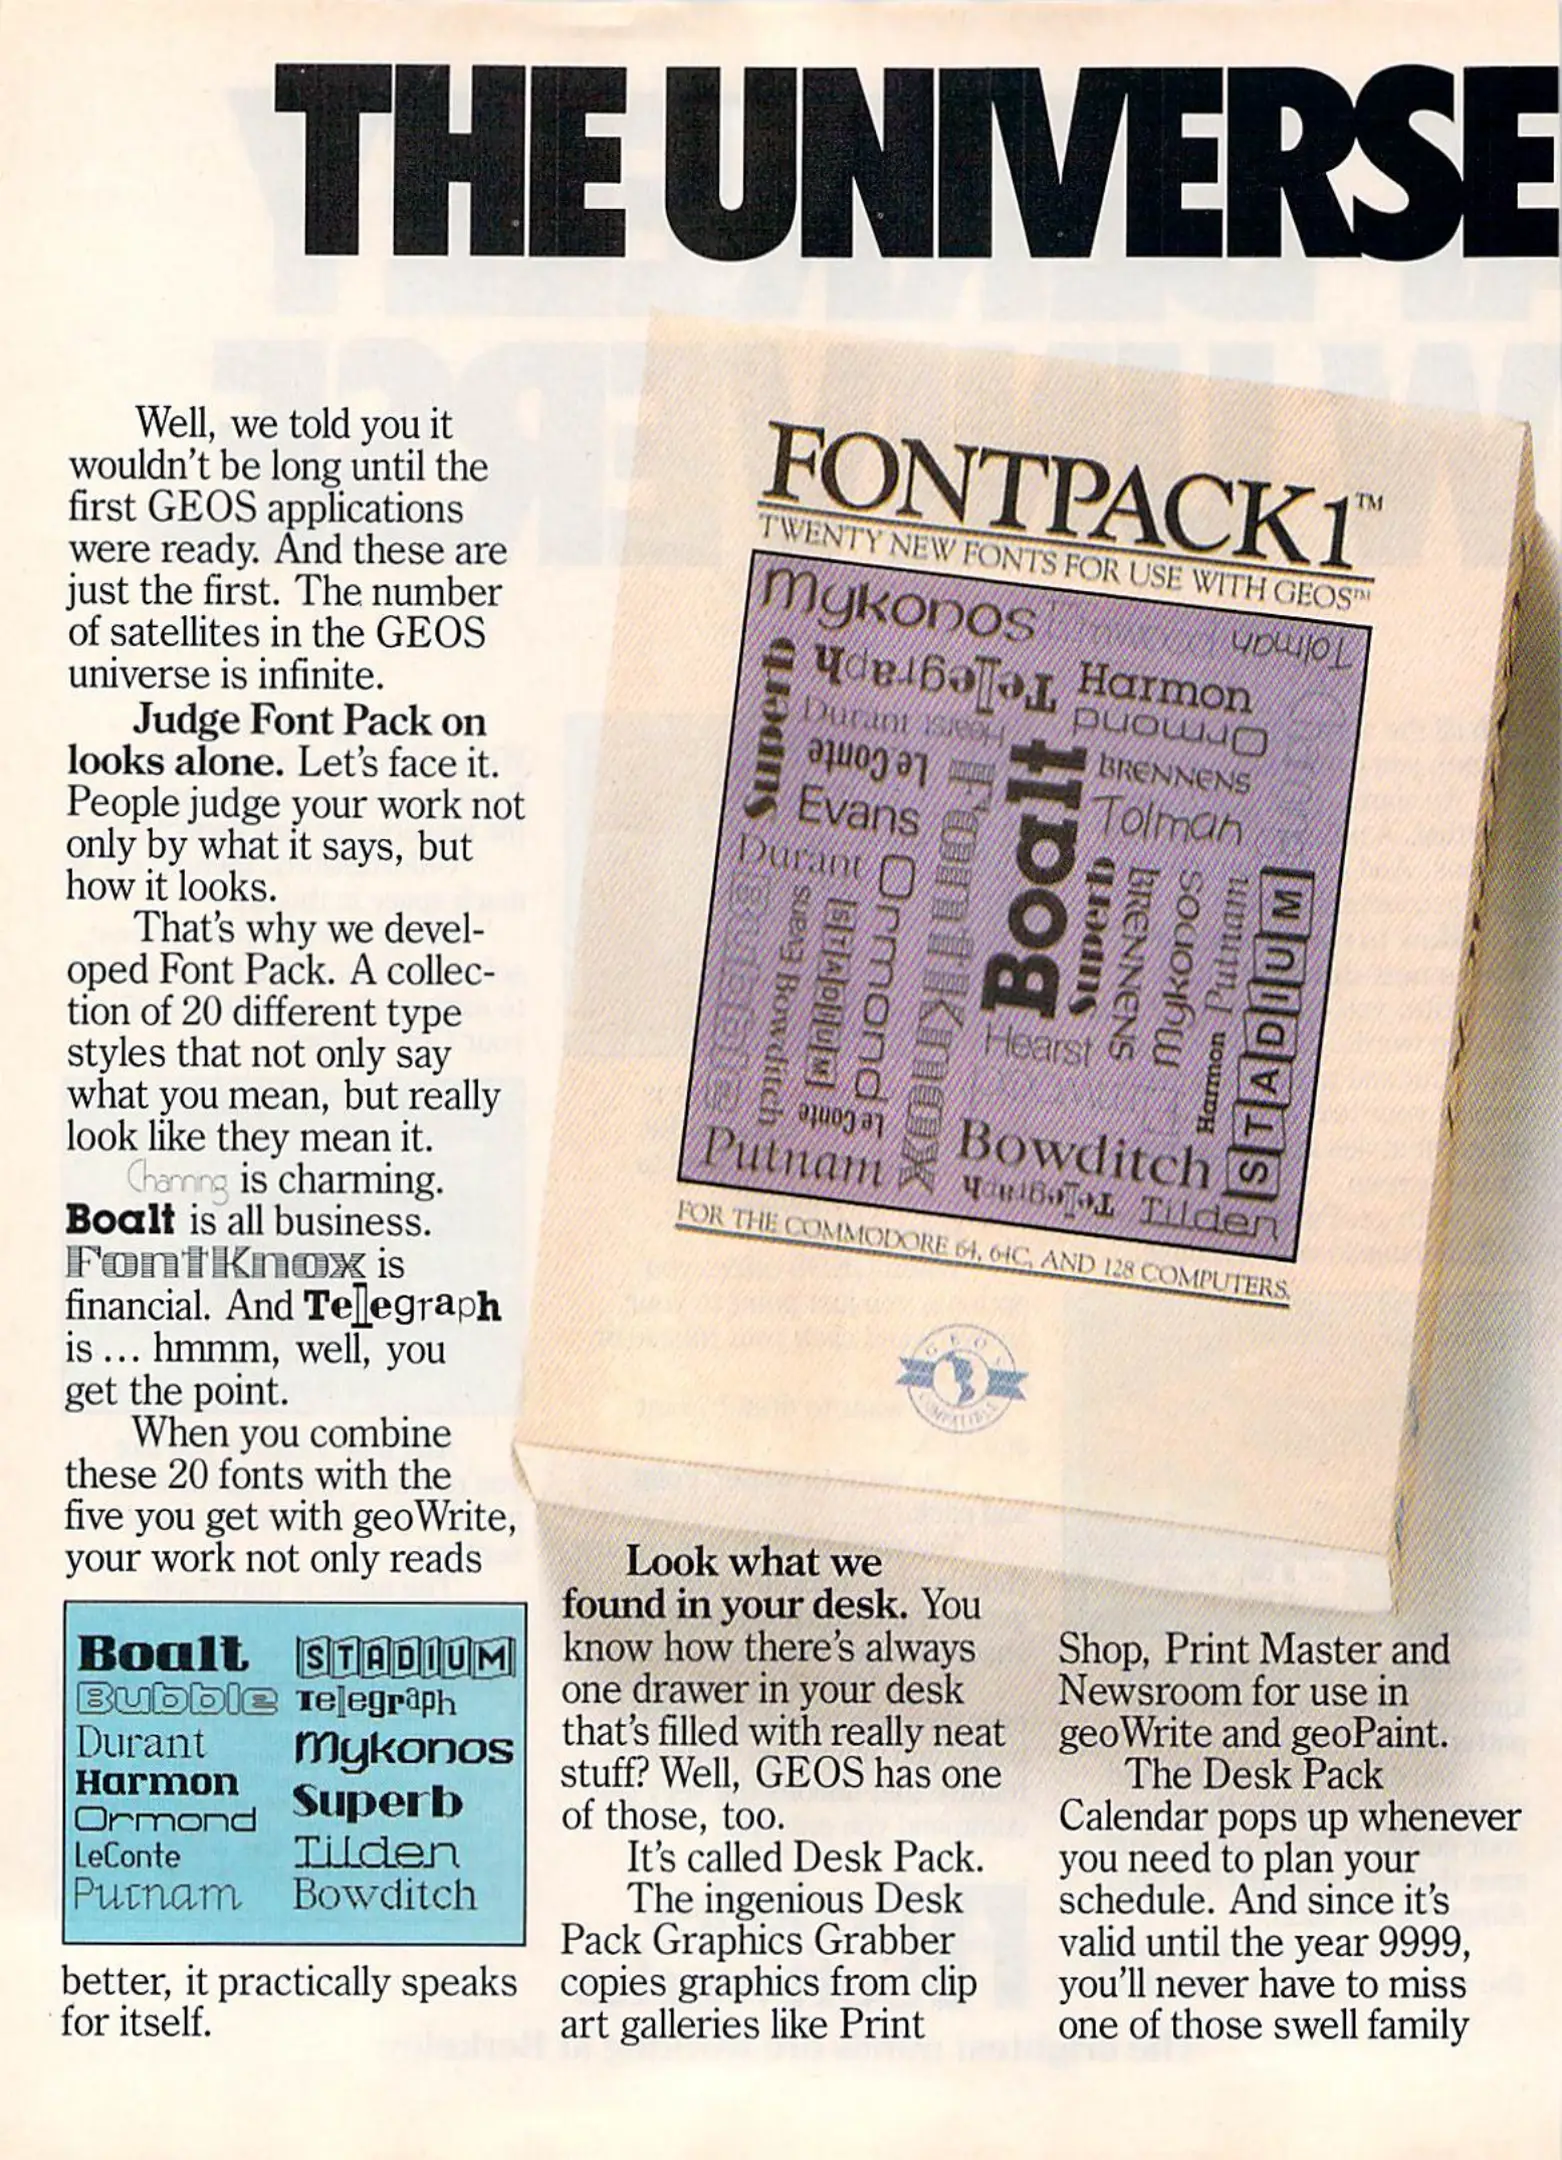 THE UNIVERSE
Well, we told you it
wouldn't be long until the
first GEOS applications
were ready. And these are
just the first. The number
of satellites in the GEOS
universe is infinite.
Judge Font Pack on
looks alone. Let's face it.
People judge your work not
only by what it says, but
how it looks.
That's why we devel-
oped Font Pack. A collec-
tion of 20 different type
styles that not only say
what you mean, but really
look like they mean it.
Charming is charming.
Boalt is all business.
FontKnox is
financial. And Telegraph
is ... hmmm, well, you
get the point.
When you combine
these 20 fonts with the
five you get with geoWrite,
your work not only reads
Boalt
Bubble
Durant
Harmon
Ormond
LeConte
Putnam
STADIUM
Telegraph
Mykonos
Superb
Tilden
Bowditch
better, it practically speaks
for itself.
FONTPACK1™
TWENTY NEW FONTS FOR USE WITH GEOS™
Mykonos
Tolman
Superb
Telegraph
Harmon
Durant
Hearst
Ormond
Le Conte
BRENNENS
Evans
FontKnox
Boalt
Tolman
Durant
Ormond
Superb
BRENNENS
Mykonos
Putnam
STADIUM
Bubble
Evans
Bowditch
Hearst
Harmon
Le Conte
Putnam
Bowditch
Telegraph
Tilden
FOR THE COMMODORE 64, 64C, AND 128 COMPUTERS.
GEOS
COMPATIBLE
Look what we
found in your desk. You
know how there's always
one drawer in your desk
that's filled with really neat
stuff? Well, GEOS has one
of those, too.
It's called Desk Pack.
The ingenious Desk
Pack Graphics Grabber
copies graphics from clip
art galleries like Print
Shop, Print Master and
Newsroom for use in
geoWrite and geoPaint.
The Desk Pack
Calendar pops up whenever
you need to plan your
schedule. And since it's
valid until the year 9999,
you'll never have to miss
one of those swell family